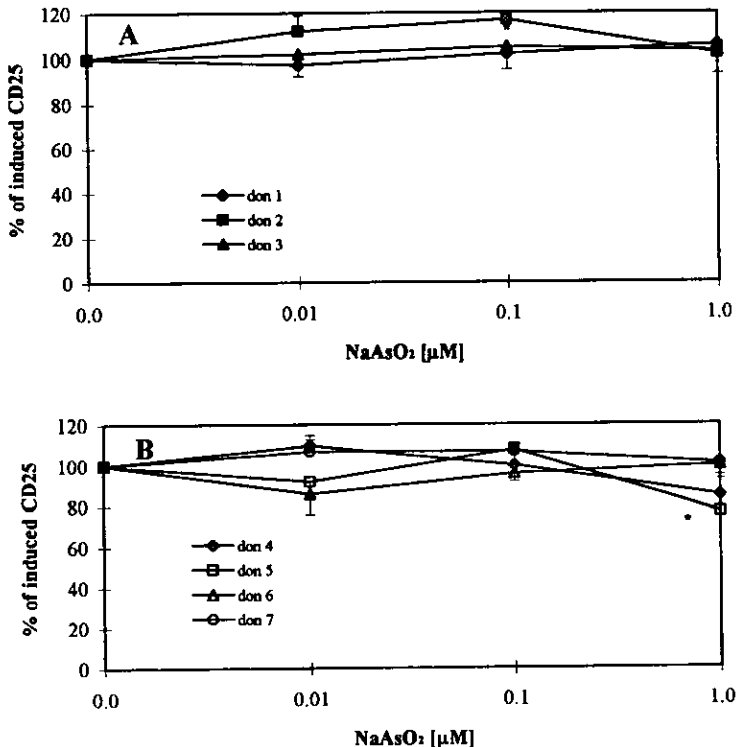 A
% of induced CD25
120
100
80
60
40
20
0
don 1
don 2
don 3
0.0 0.01 0.1 1.0
NaAsO₂ [µM]
B
% of induced CD25
120
100
80
60
40
20
0
don 4
don 5
don 6
don 7
*
0.0 0.01 0.1 1.0
NaAsO₂ [µM]